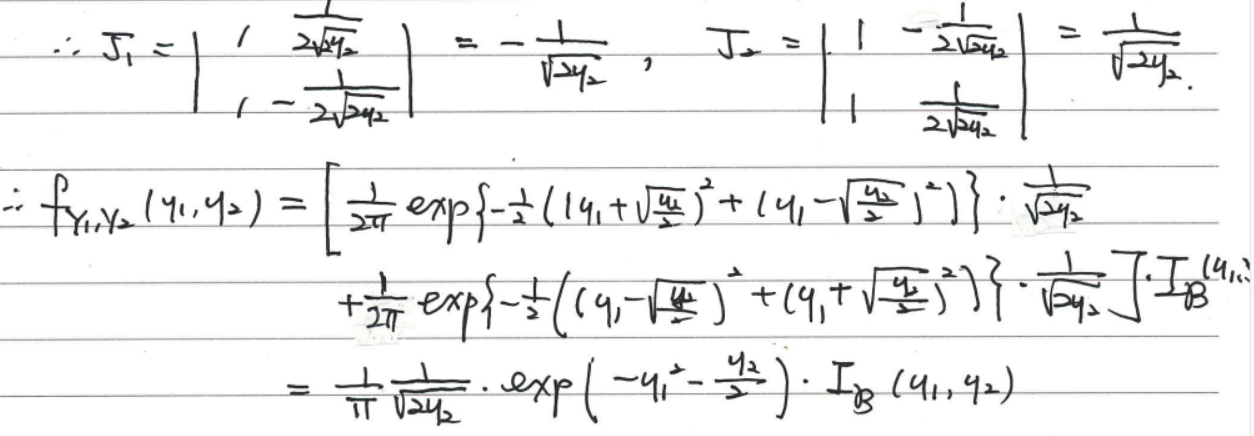 ∴ J₁ = | 1 1/(2√(2y₂)) ; 1 -1/(2√(2y₂)) | = -1/√(2y₂), J₂ = | 1 -1/(2√(2y₂)) ; 1 1/(2√(2y₂)) | = 1/√(2y₂).
∴ f_{Y₁,Y₂}(y₁,y₂) = [ 1/(2π) exp{-1/2((y₁+√(y₂/2))²+(y₁-√(y₂/2))²)} · 1/√(2y₂)
+ 1/(2π) exp{-1/2((y₁-√(y₂/2))²+(y₁+√(y₂/2))²)} · 1/√(2y₂) ] · I_B(y₁,
= 1/π 1/√(2y₂) · exp(-y₁²-y₂/2) · I_B(y₁,y₂)